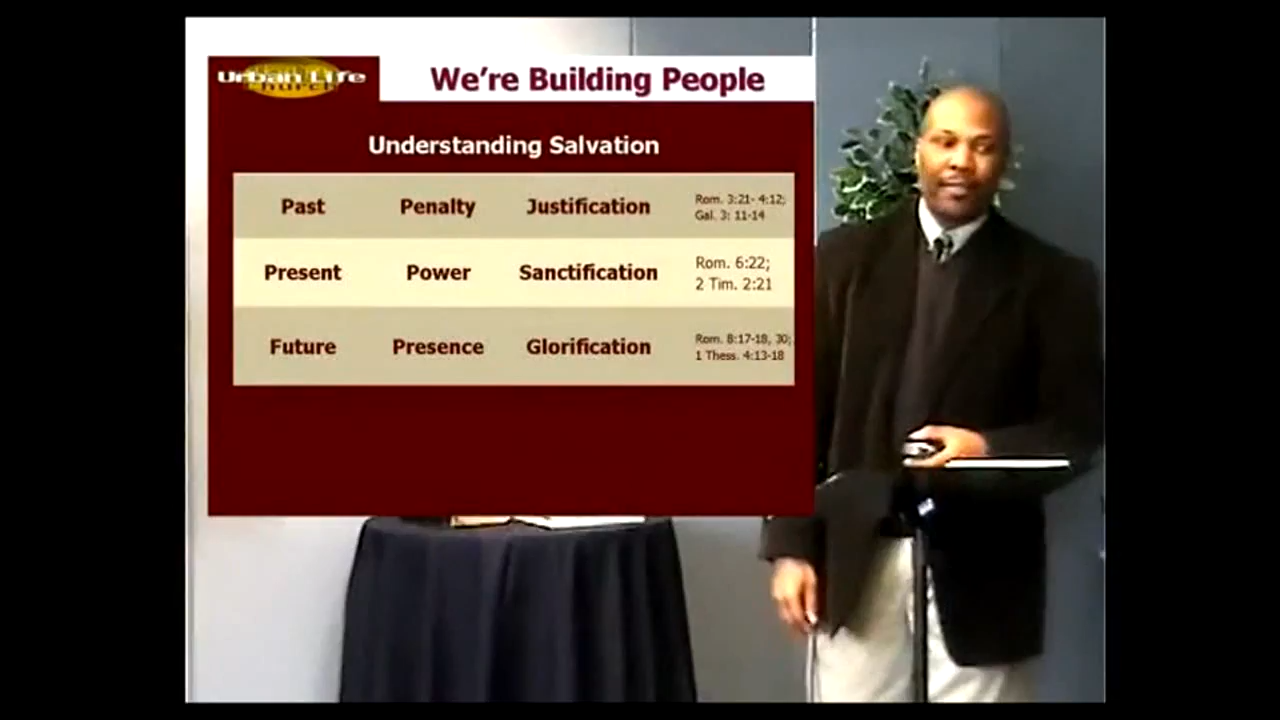 Urban Life
Church
We're Building People
Understanding Salvation
Past Penalty Justification Rom. 3:21- 4:12;
Gal. 3: 11-14
Present Power Sanctification Rom. 6:22;
2 Tim. 2:21
Future Presence Glorification Rom. 8:17-18, 30;
1 Thess. 4:13-18